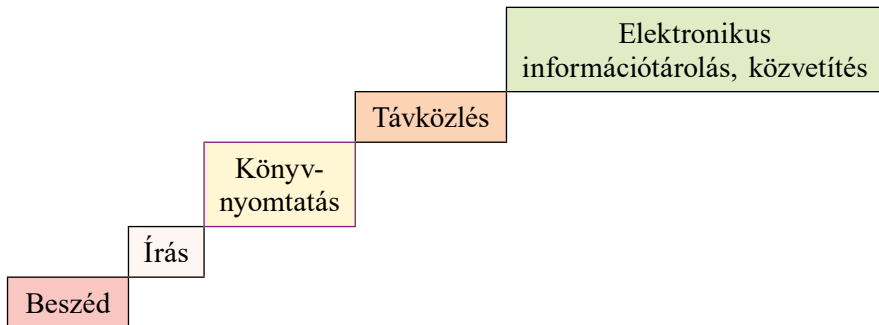 Elektronikus
információtárolás, közvetítés
Távközlés
Könyv-
nyomtatás
Írás
Beszéd